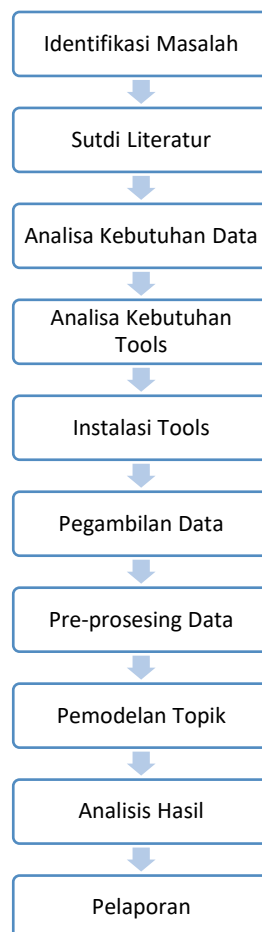 Identifikasi Masalah
Sutdi Literatur
Analisa Kebutuhan Data
Analisa Kebutuhan
Tools
Instalasi Tools
Pegambilan Data
Pre-prosesing Data
Pemodelan Topik
Analisis Hasil
Pelaporan